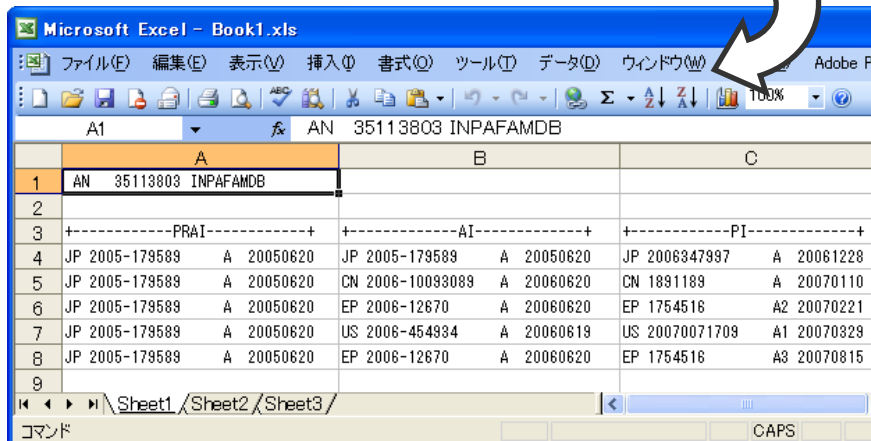 Microsoft Excel - Book1.xls
ファイル(F) 編集(E) 表示(V) 挿入(I) 書式(O) ツール(T) データ(D) ウィンドウ(W) Adobe
100%
A1 fx AN 35113803 INPAFAMDB
A B C
1 AN 35113803 INPAFAMDB
2
3 +------------PRAI-----------+ +-------------AI------------+ +------------PI------------+
4 JP 2005-179589 A 20050620 JP 2005-179589 A 20050620 JP 2006347997 A 20061228
5 JP 2005-179589 A 20050620 CN 2006-10093089 A 20060620 CN 1891189 A 20070110
6 JP 2005-179589 A 20050620 EP 2006-12670 A 20060620 EP 1754516 A2 20070221
7 JP 2005-179589 A 20050620 US 2006-454934 A 20060619 US 20070071709 A1 20070329
8 JP 2005-179589 A 20050620 EP 2006-12670 A 20060620 EP 1754516 A3 20070815
9
Sheet1 Sheet2 Sheet3
コマンド CAPS